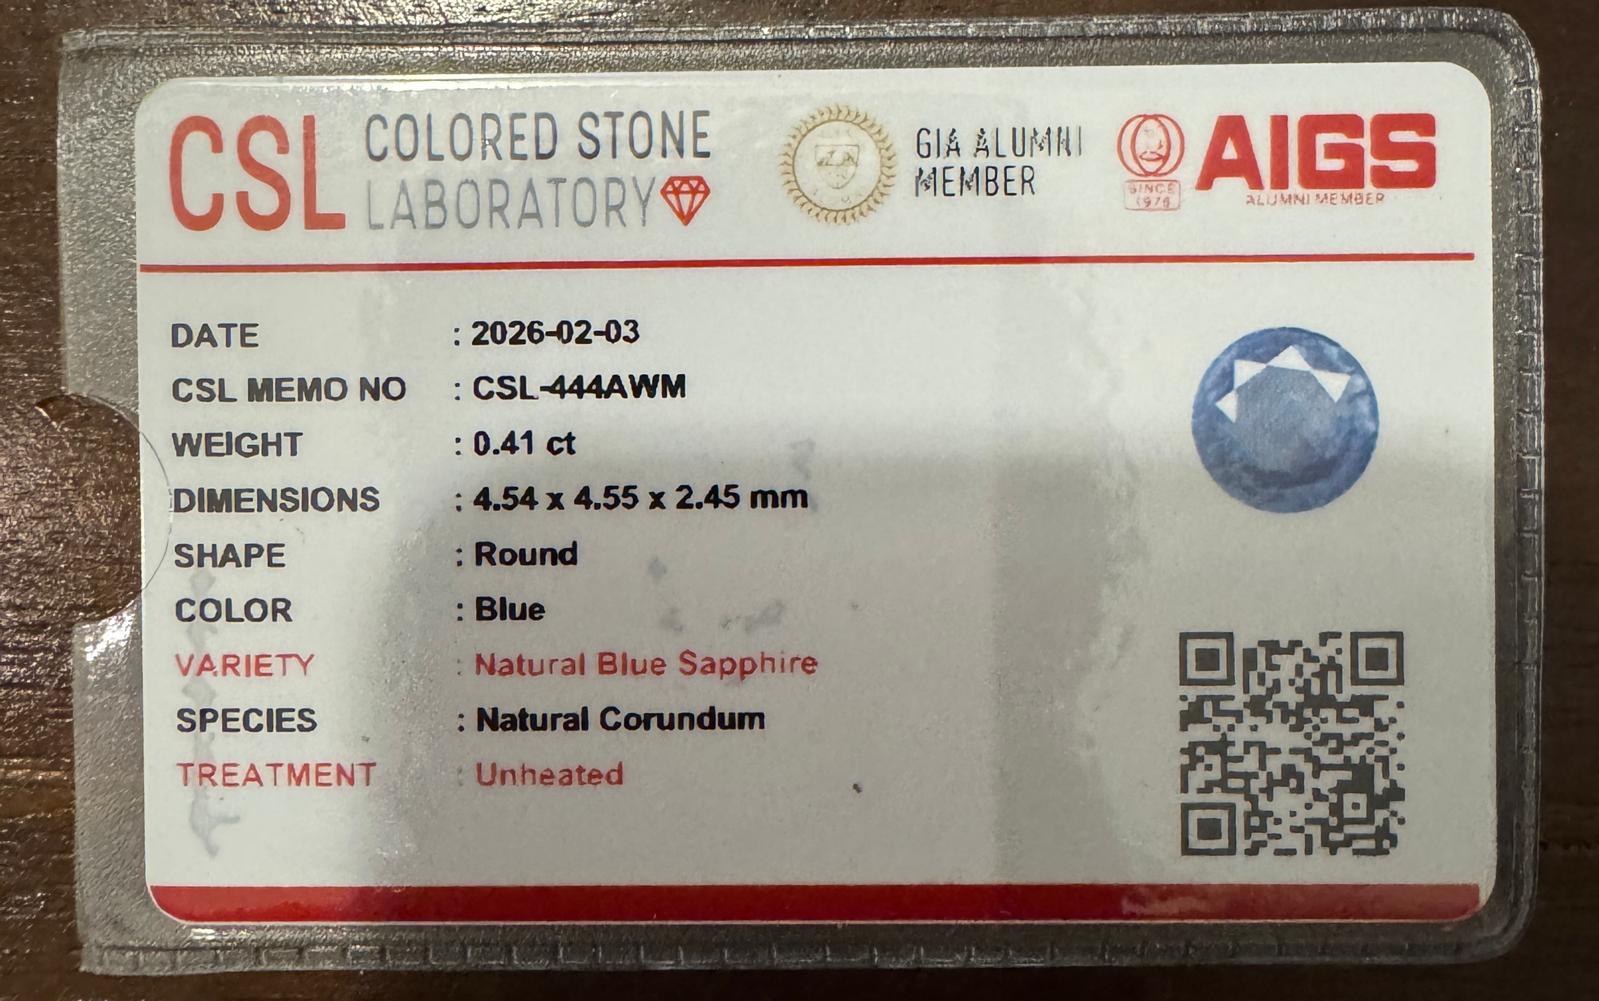 CSL COLORED STONE LABORATORY
GIA ALUMNI MEMBER
SINCE 1978
AIGS
ALUMNI MEMBER
DATE : 2026-02-03
CSL MEMO NO : CSL-444AWM
WEIGHT : 0.41 ct
DIMENSIONS : 4.54 x 4.55 x 2.45 mm
SHAPE : Round
COLOR : Blue
VARIETY : Natural Blue Sapphire
SPECIES : Natural Corundum
TREATMENT : Unheated